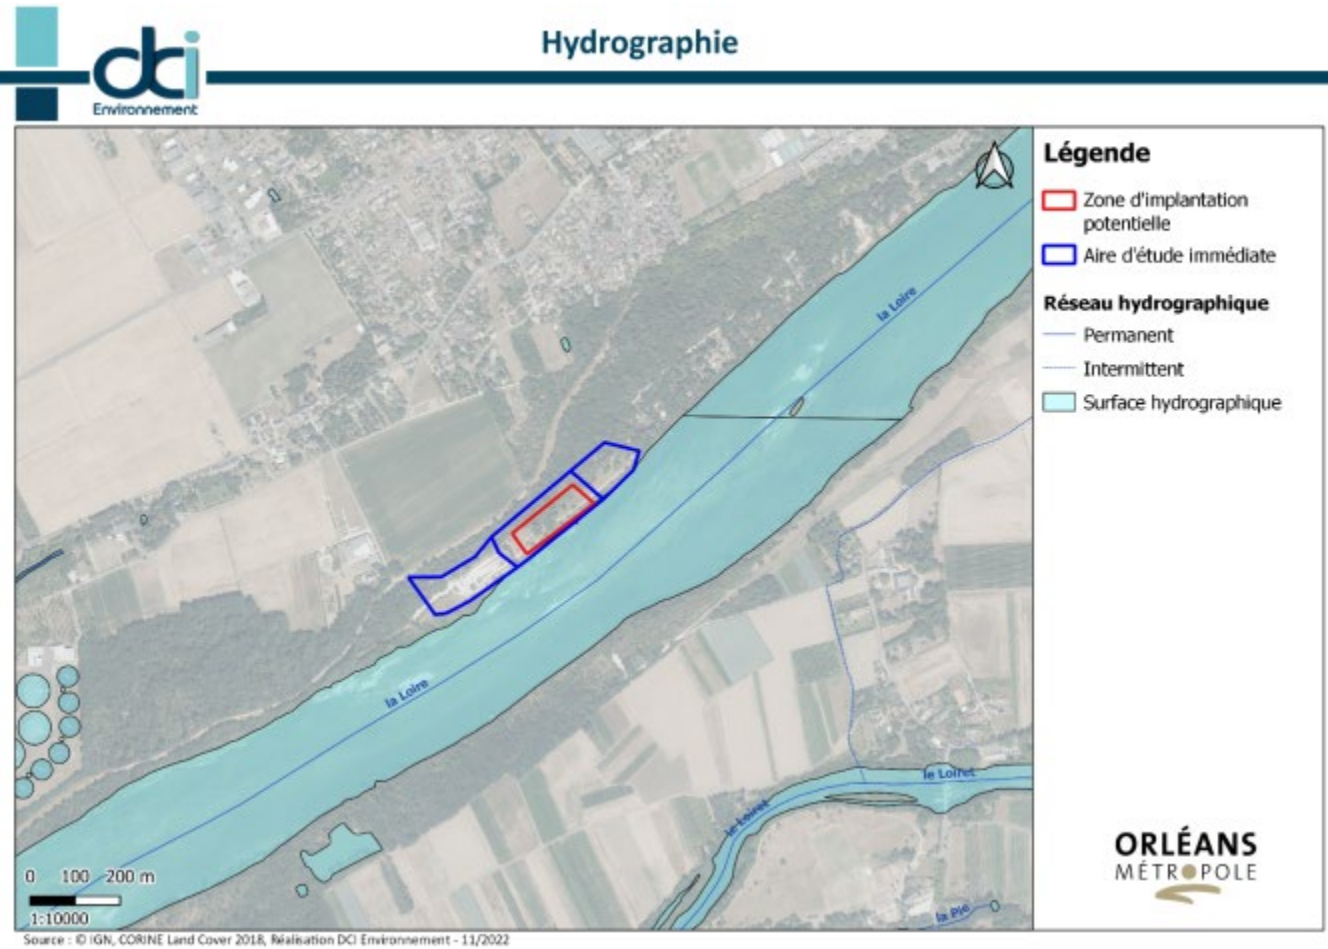 Hydrographie
dci
Environnement
Légende
Zone d'implantation
potentielle
Aire d'étude immédiate
Réseau hydrographique
Permanent
Intermittent
Surface hydrographique
la Loire
la Loire
le Loiret
le Loiret
la Pie
0 100 200 m
1:10000
ORLÉANS
MÉTROPOLE
Source : © IGN, CORINE Land Cover 2018, Réalisation DCI Environnement - 11/2022